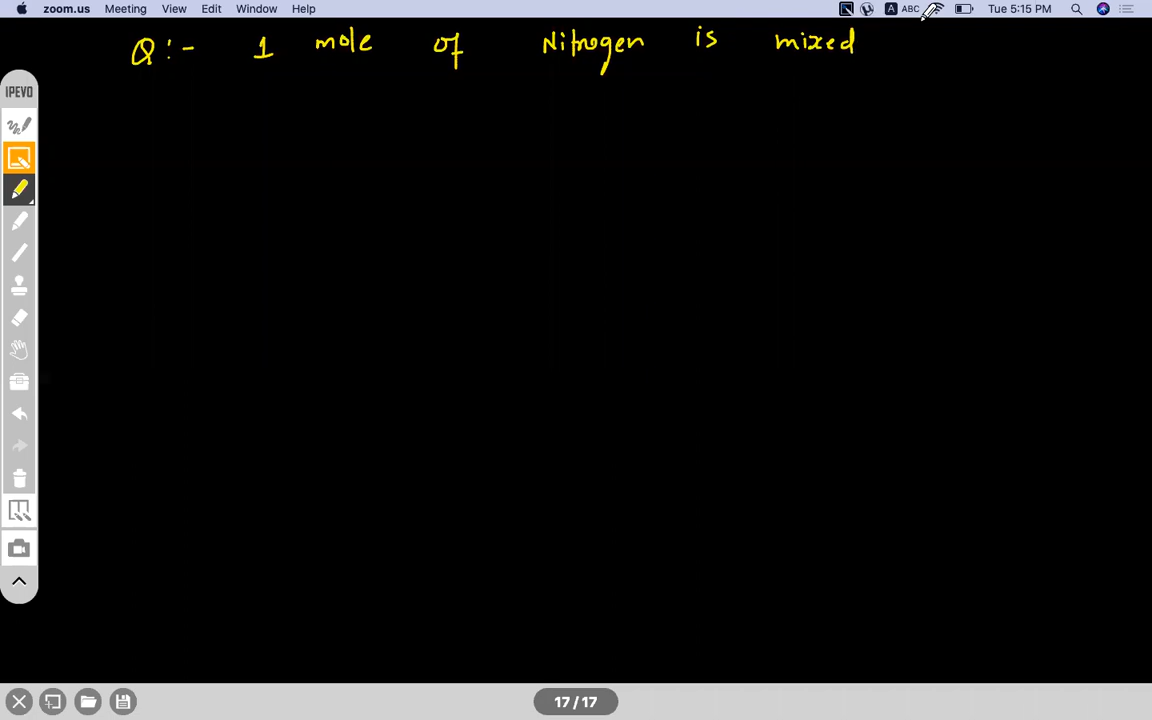 zoom.us Meeting View Edit Window Help A ABC Tue 5:15 PM
Q:- 1 mole of Nitrogen is mixed
IPEVO
17/17